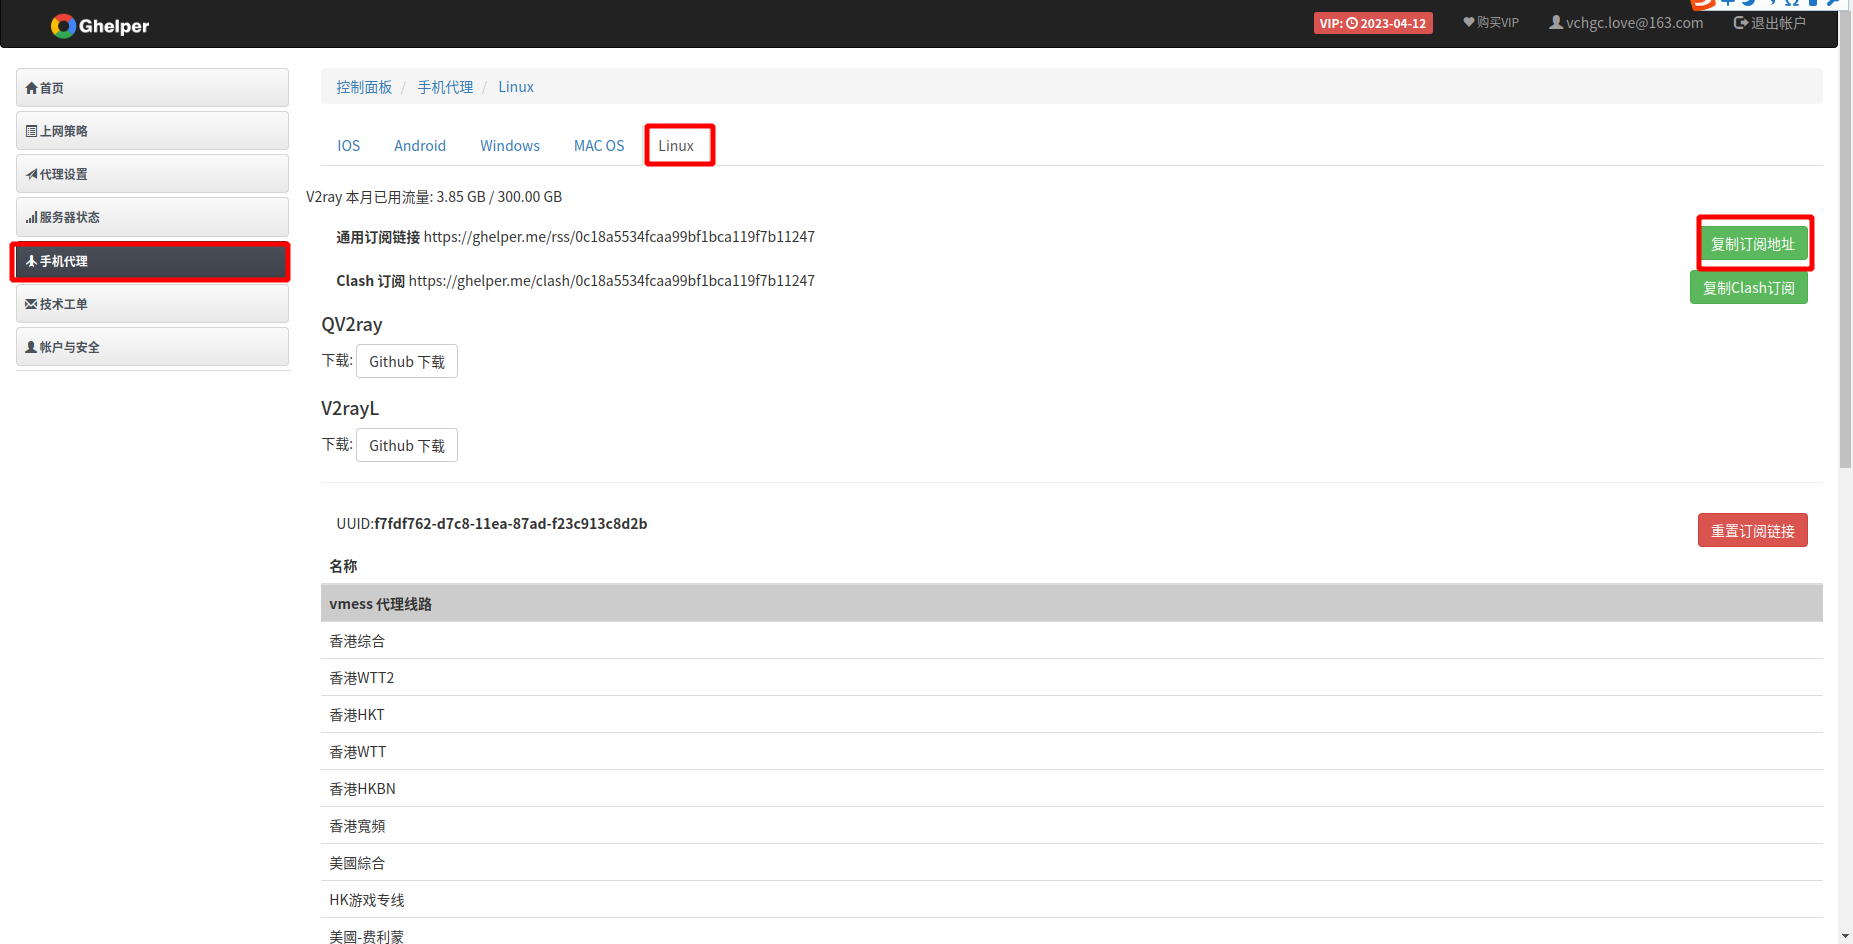 Ghelper
VIP: 2023-04-12
购买VIP
vchgc.love@163.com
退出帐户
首页
上网策略
代理设置
服务器状态
手机代理
技术工单
帐户与安全
控制面板 / 手机代理 / Linux
IOS Android Windows MAC OS Linux
V2ray 本月已用流量: 3.85 GB / 300.00 GB
通用订阅链接 https://ghelper.me/rss/0c18a5534fcaa99bf1bca119f7b11247
复制订阅地址
Clash 订阅 https://ghelper.me/clash/0c18a5534fcaa99bf1bca119f7b11247
复制Clash订阅
QV2ray
下载: Github 下载
V2rayL
下载: Github 下载
UUID:f7fdf762-d7c8-11ea-87ad-f23c913c8d2b
重置订阅链接
名称
vmess 代理线路
香港综合
香港WTT2
香港HKT
香港WTT
香港HKBN
香港寬頻
美國綜合
HK游戏专线
美國-费利蒙